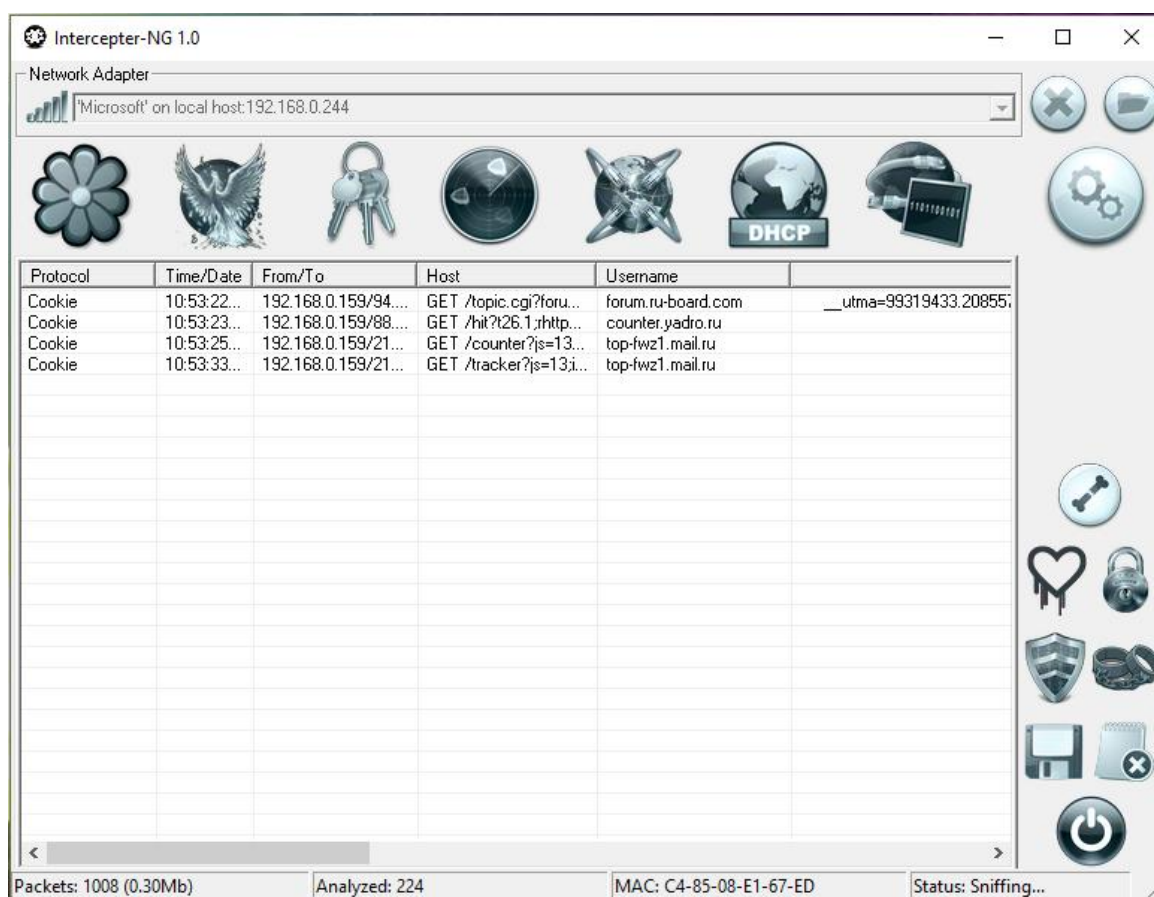 Intercepter-NG 1.0
Network Adapter
'Microsoft' on local host:192.168.0.244
DHCP
1101100101
Protocol Time/Date From/To Host Username
Cookie 10:53:22... 192.168.0.159/94.... GET /topic.cgi?foru... forum.ru-board.com __utma=99319433.208557
Cookie 10:53:23... 192.168.0.159/88.... GET /hit?t26.1;rhttp... counter.yadro.ru
Cookie 10:53:25... 192.168.0.159/21... GET /counter?js=13... top-fwz1.mail.ru
Cookie 10:53:33... 192.168.0.159/21... GET /tracker?js=13;i... top-fwz1.mail.ru
Packets: 1008 (0.30Mb) Analyzed: 224 MAC: C4-85-08-E1-67-ED Status: Sniffing...